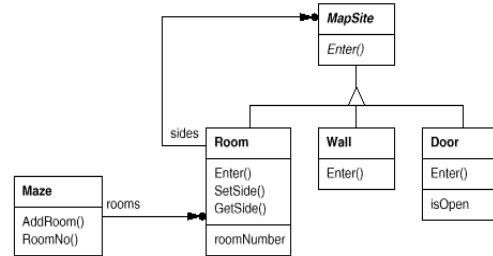 MapSite
Enter()
sides
Room
Enter()
SetSide()
GetSide()
roomNumber
Wall
Enter()
Door
Enter()
isOpen
Maze
AddRoom()
RoomNo()
rooms